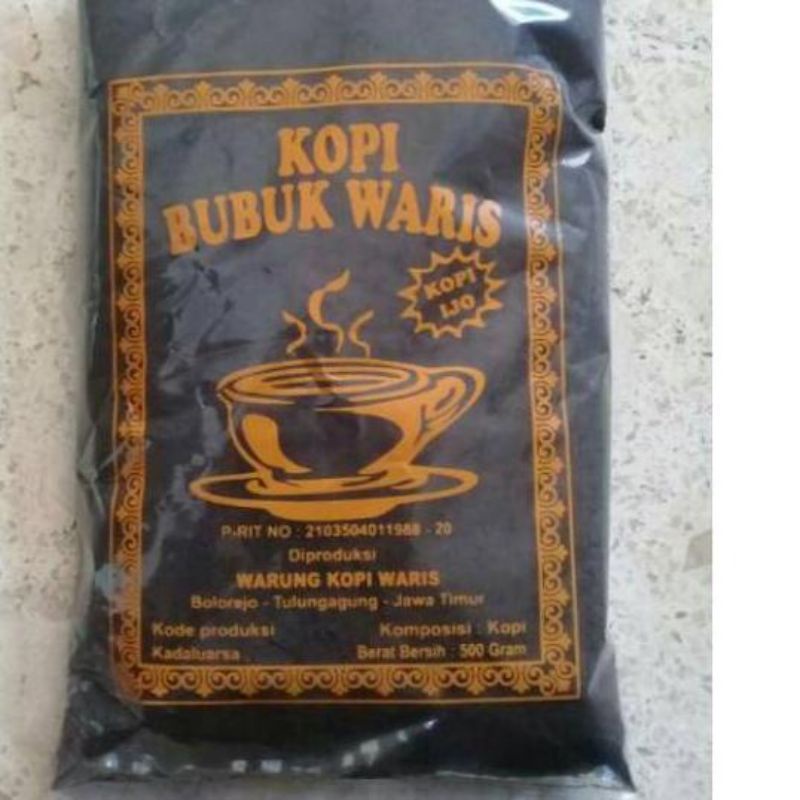 KOPI
BUBUK WARIS
KOPI
IJO
P-RIT NO : 2103504011988 - 20
Diproduksi
WARUNG KOPI WARIS
Bolorejo - Tulungagung - Jawa Timur
Kode produksi Komposisi : Kopi
Kadaluarsa Berat Bersih : 500 Gram